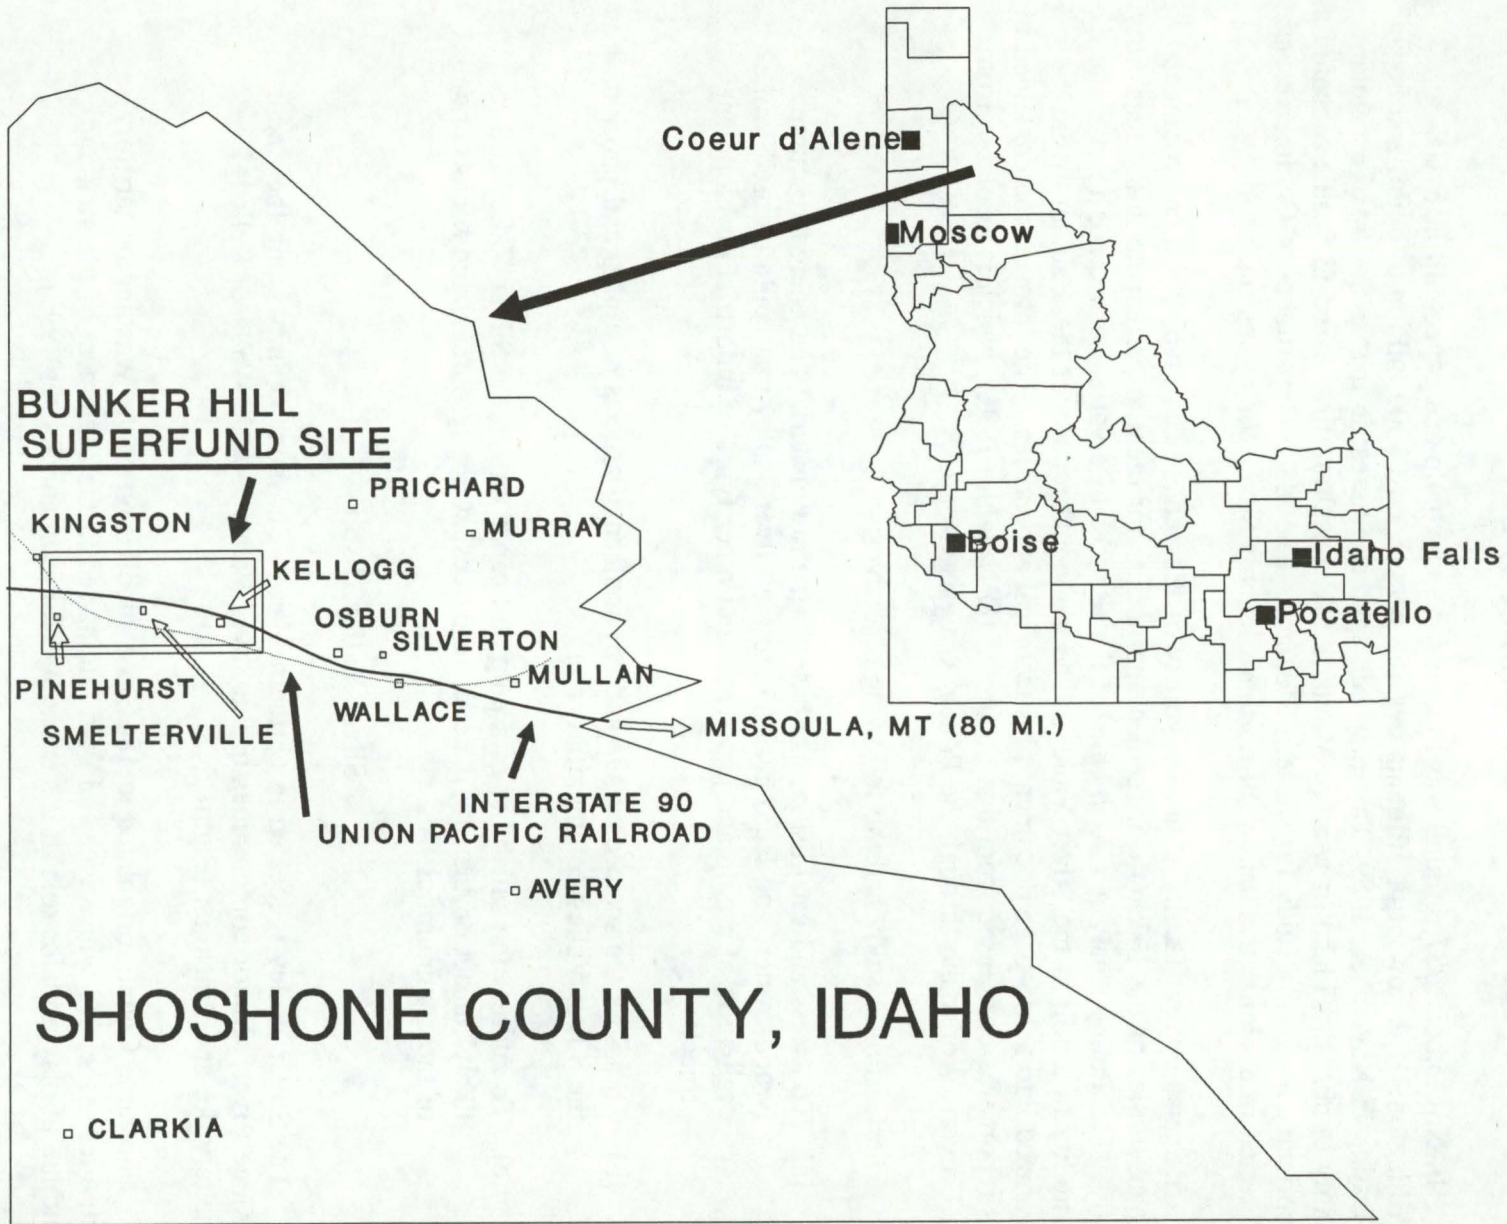 Coeur d'Alene
Moscow
BUNKER HILL
SUPERFUND SITE
PRICHARD
KINGSTON
MURRAY
Boise
Idaho Falls
KELLOGG
OSBURN
Pocatello
SILVERTON
MULLAN
PINEHURST
WALLACE
SMELTERVILLE
MISSOULA, MT (80 MI.)
INTERSTATE 90
UNION PACIFIC RAILROAD
AVERY
SHOSHONE COUNTY, IDAHO
CLARKIA